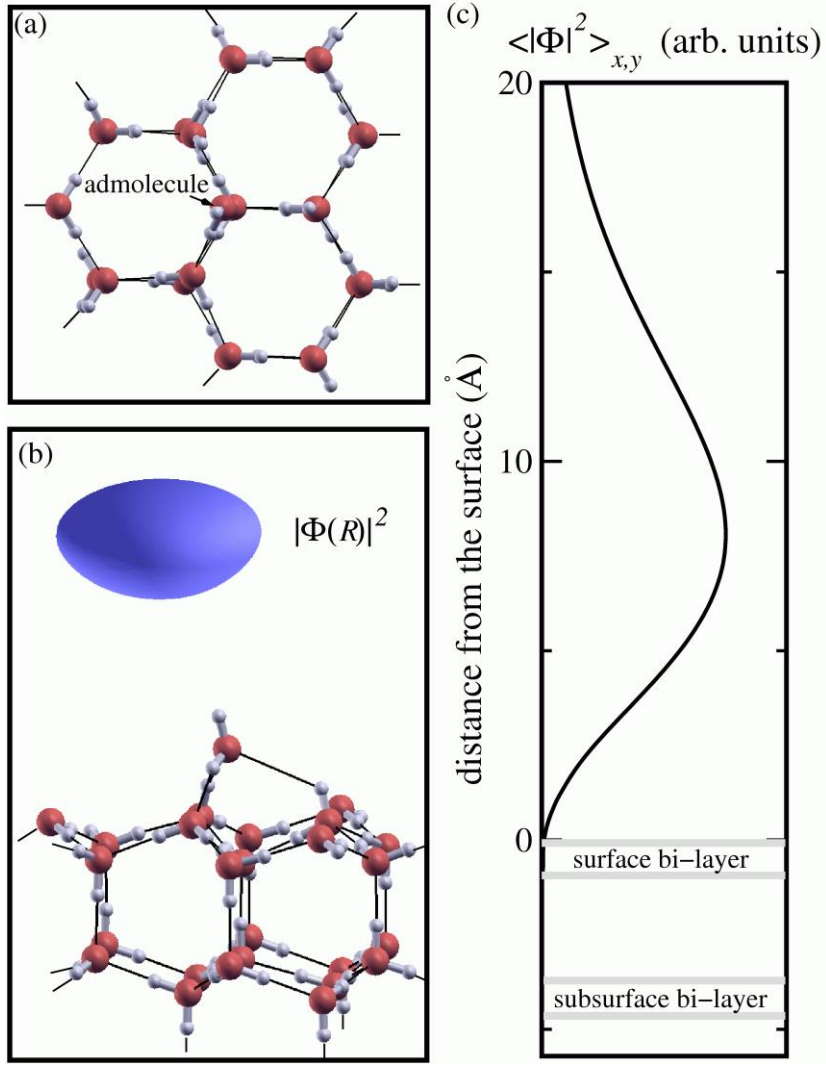 (a)
admolecule
(b)
|Φ(R)|²
(c)
<|Φ|²>x,y (arb. units)
20
10
0
distance from the surface (Å)
surface bi−layer
subsurface bi−layer